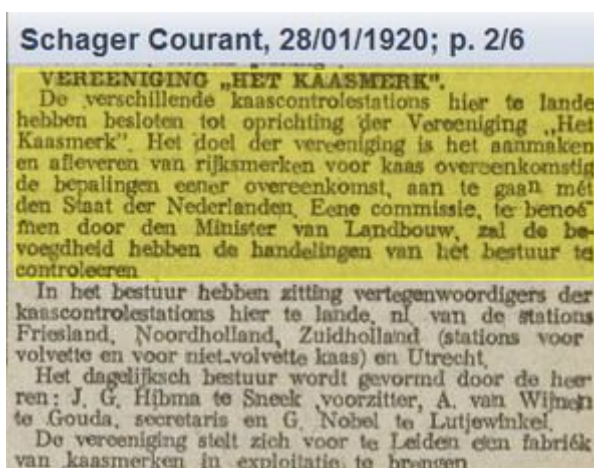 Schager Courant, 28/01/1920; p. 2/6
VEREENIGING „HET KAASMERK”.
De verschillende kaascontrolestations hier te lande
hebben besloten tot oprichting der Vereeniging „Het
Kaasmerk”. Het doel der vereeniging is het aanmaken
en afleveren van rijksmerken voor kaas overeenkomstig
de bepalingen eener overeenkomst, aan te gaan mét
den Staat der Nederlanden. Eene commissie, te benoe
men door den Minister van Landbouw, zal de be-
voegdheid hebben de handelingen van het bestuur te
controleeren
In het bestuur hebben zitting vertegenwoordigers der
kaascontrolestations hier te lande, nl van de stations
Friesland, Noordholland, Zuidholland (stations voor
volvette en voor niet-volvette kaas) en Utrecht.
Het dagelijksch bestuur wordt gevormd door de hee-
ren: J. G. Hibma te Sneek, voorzitter, A. van Wijnen
te Gouda, secretaris en G. Nobel te Lutjewinkel.
De vereeniging stelt zich voor te Leiden een fabriek
van kaasmerken in exploitatie te brengen